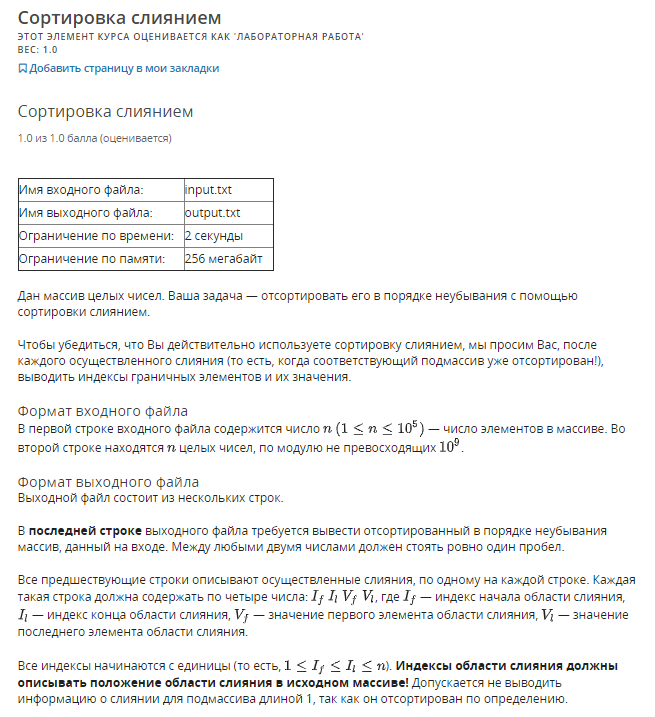 Сортировка слиянием
ЭТОТ ЭЛЕМЕНТ КУРСА ОЦЕНИВАЕТСЯ КАК 'ЛАБОРАТОРНАЯ РАБОТА'
ВЕС: 1.0
Добавить страницу в мои закладки
Сортировка слиянием
1.0 из 1.0 балла (оценивается)
Имя входного файла: input.txt
Имя выходного файла: output.txt
Ограничение по времени: 2 секунды
Ограничение по памяти: 256 мегабайт
Дан массив целых чисел. Ваша задача — отсортировать его в порядке неубывания с помощью
сортировки слиянием.
Чтобы убедиться, что Вы действительно используете сортировку слиянием, мы просим Вас, после
каждого осуществленного слияния (то есть, когда соответствующий подмассив уже отсортирован!),
выводить индексы граничных элементов и их значения.
Формат входного файла
В первой строке входного файла содержится число n (1 ≤ n ≤ 10⁵) — число элементов в массиве. Во
второй строке находятся n целых чисел, по модулю не превосходящих 10⁹.
Формат выходного файла
Выходной файл состоит из нескольких строк.
В последней строке выходного файла требуется вывести отсортированный в порядке неубывания
массив, данный на входе. Между любыми двумя числами должен стоять ровно один пробел.
Все предшествующие строки описывают осуществленные слияния, по одному на каждой строке. Каждая
такая строка должна содержать по четыре числа: I_f I_l V_f V_l, где I_f — индекс начала области слияния,
I_l — индекс конца области слияния, V_f — значение первого элемента области слияния, V_l — значение
последнего элемента области слияния.
Все индексы начинаются с единицы (то есть, 1 ≤ I_f ≤ I_l ≤ n). Индексы области слияния должны
описывать положение области слияния в исходном массиве! Допускается не выводить
информацию о слиянии для подмассива длиной 1, так как он отсортирован по определению.